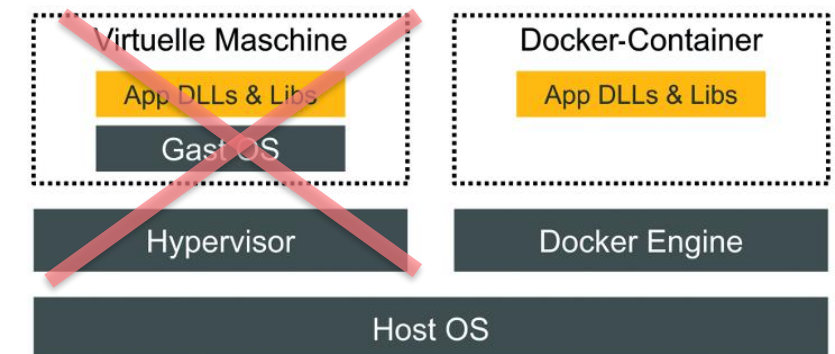 Virtuelle Maschine
App DLLs & Libs
Gast OS
Hypervisor
Docker-Container
App DLLs & Libs
Docker Engine
Host OS